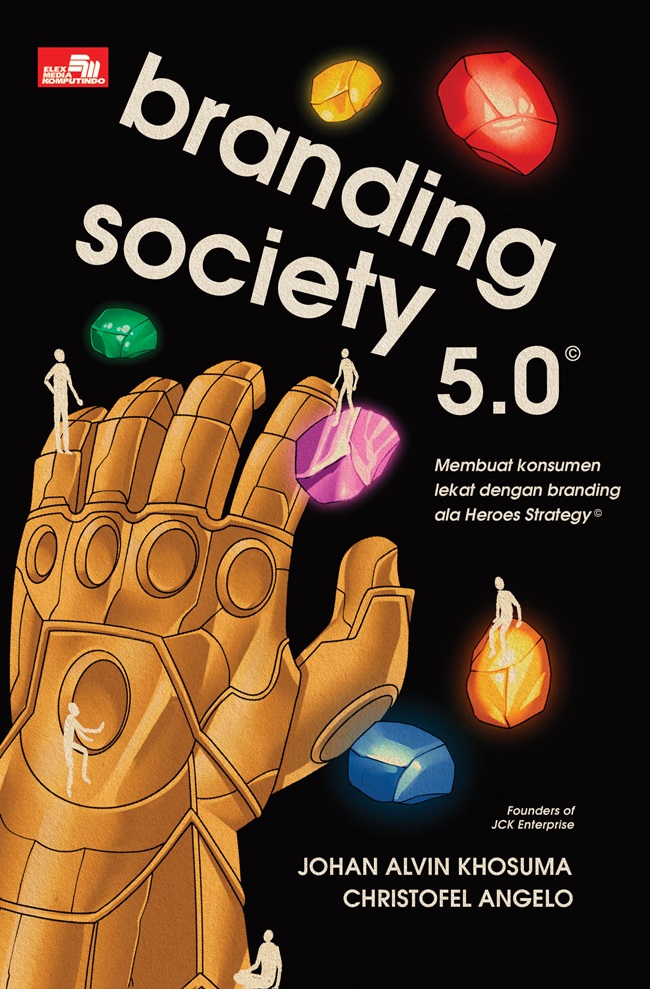 ELEX
MEDIA
KOMPUTINDO
branding
society
5.0©
Membuat konsumen
lekat dengan branding
ala Heroes Strategy©
Founders of
JCK Enterprise
JOHAN ALVIN KHOSUMA
CHRISTOFEL ANGELO